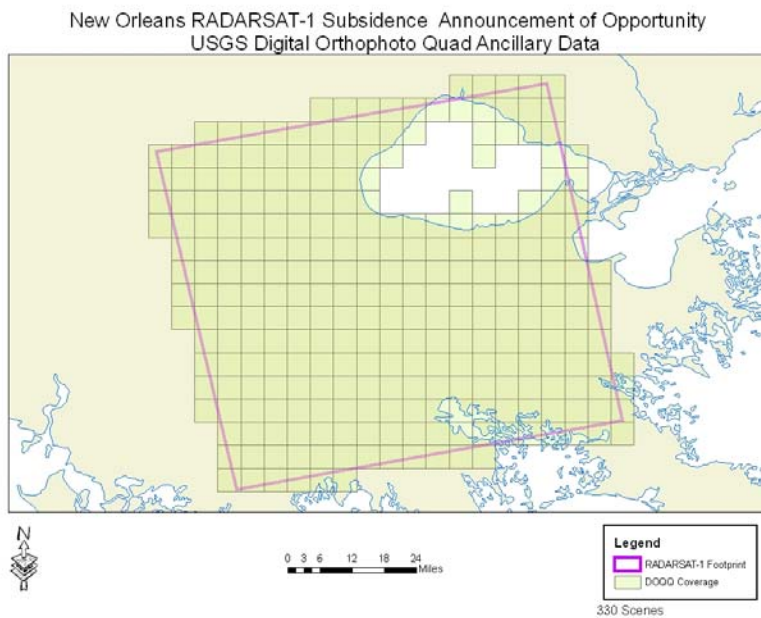 New Orleans RADARSAT-1 Subsidence Announcement of Opportunity
USGS Digital Orthophoto Quad Ancillary Data
N
0 3 6 12 18 24
Miles
Legend
RADARSAT-1 Footprint
DOQQ Coverage
330 Scenes